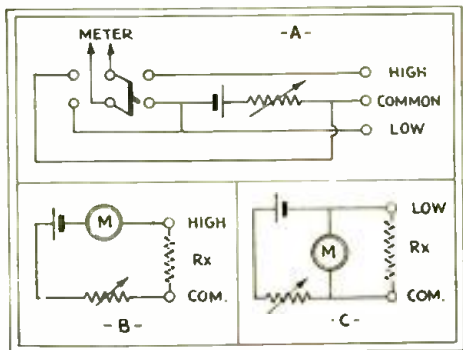 METER
-A-
HIGH
COMMON
LOW
M
HIGH
Rx
COM.
-B-
LOW
M
Rx
COM.
-C-